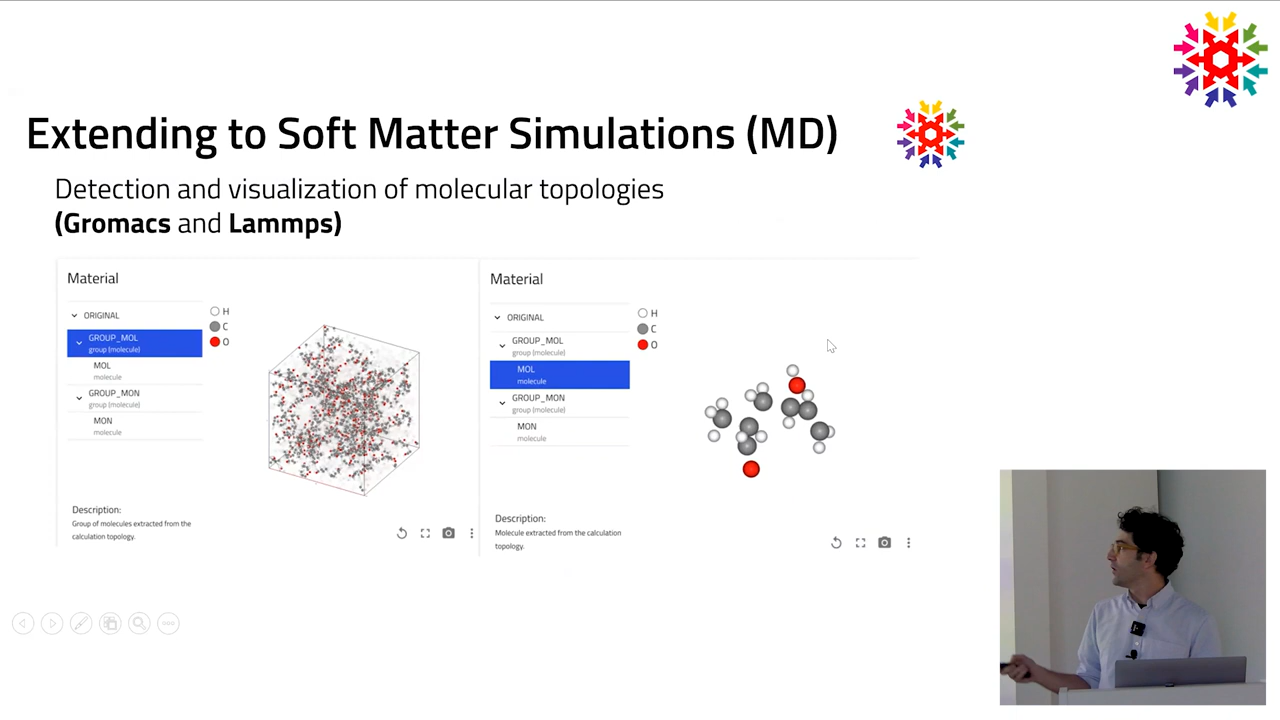 Extending to Soft Matter Simulations (MD)
Detection and visualization of molecular topologies
(Gromacs and Lammps)
Material
ORIGINAL
GROUP_MOL
group (molecule)
MOL
molecule
GROUP_MON
group (molecule)
MON
molecule
H
C
O
Description:
Group of molecules extracted from the
calculation topology.
Material
ORIGINAL
GROUP_MOL
group (molecule)
MOL
molecule
GROUP_MON
group (molecule)
MON
molecule
H
C
O
Description:
Molecule extracted from the calculation
topology.